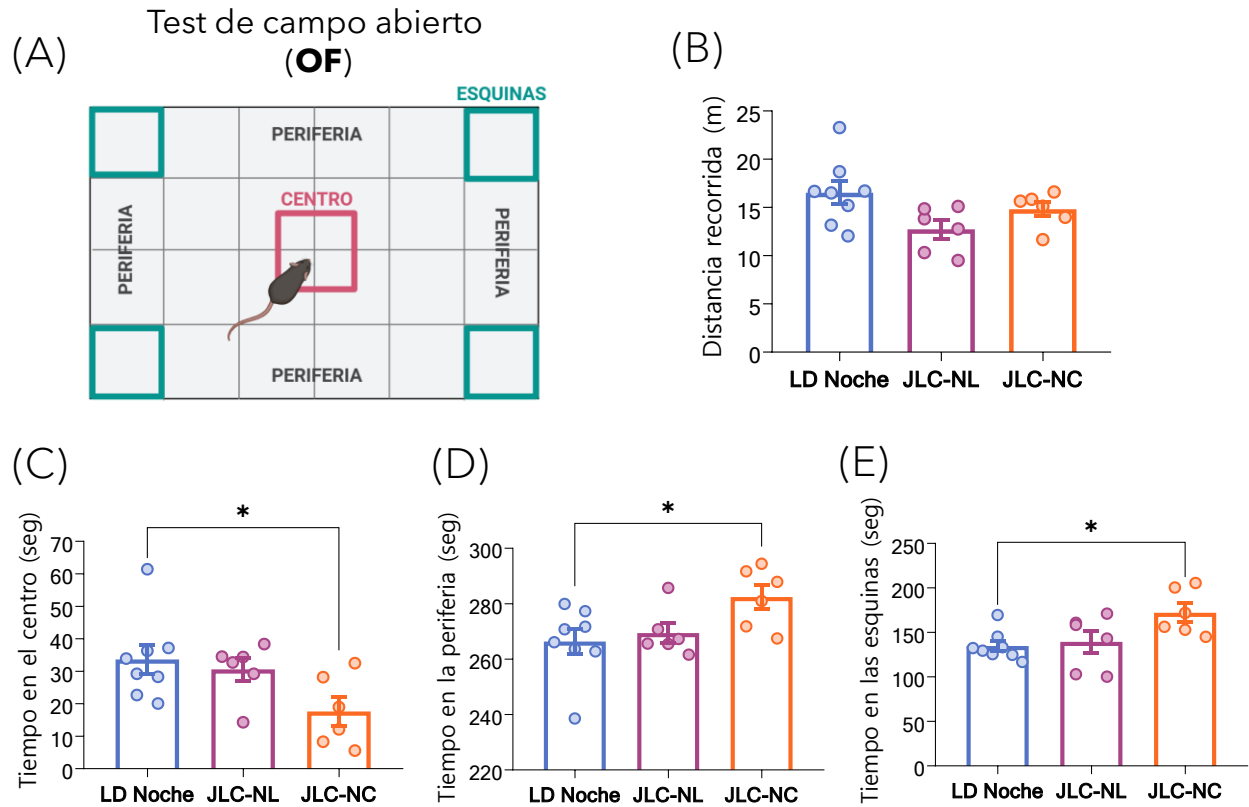 (A)
Test de campo abierto
(OF)
ESQUINAS
PERIFERIA
CENTRO
PERIFERIA
PERIFERIA
PERIFERIA
(B)
Distancia recorrida (m)
25
20
15
10
5
0
LD Noche JLC-NL JLC-NC
(C)
Tiempo en el centro (seg)
*
70
60
50
40
30
20
10
0
LD Noche JLC-NL JLC-NC
(D)
Tiempo en la periferia (seg)
*
300
280
260
240
220
LD Noche JLC-NL JLC-NC
(E)
Tiempo en las esquinas (seg)
*
250
200
150
100
50
0
LD Noche JLC-NL JLC-NC